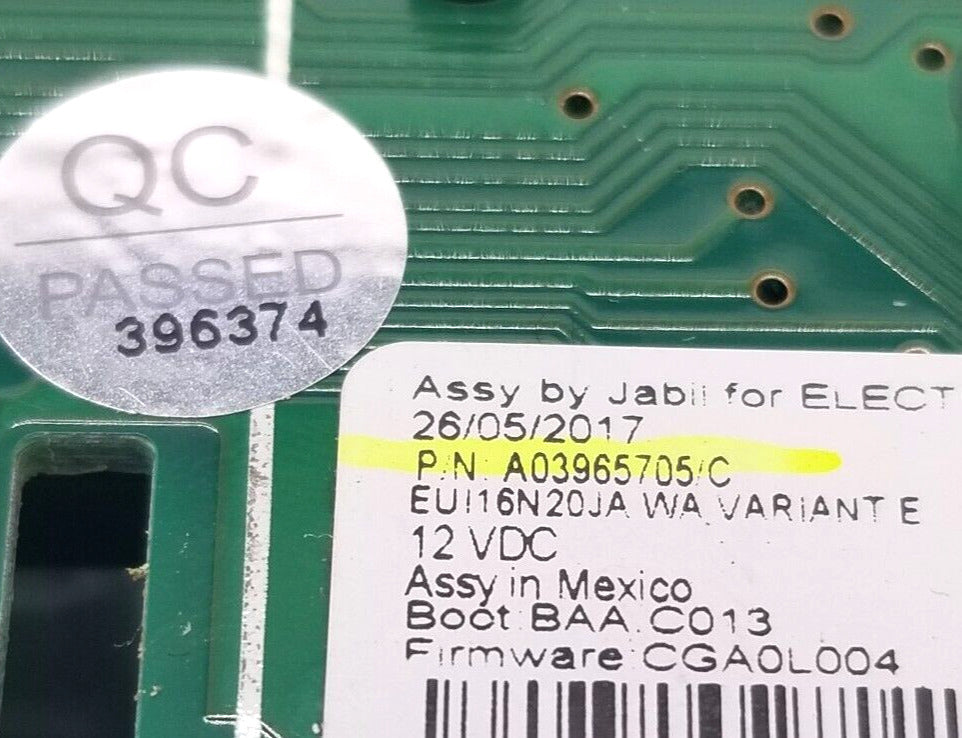 QC
PASSED
396374
Assy by Jabil for ELECT
26/05/2017
P.N. A03965705/C
EUI16N20JA WA VARIANT E
12 VDC
Assy in Mexico
Boot: BAA.C013
Firmware: CGA0L004